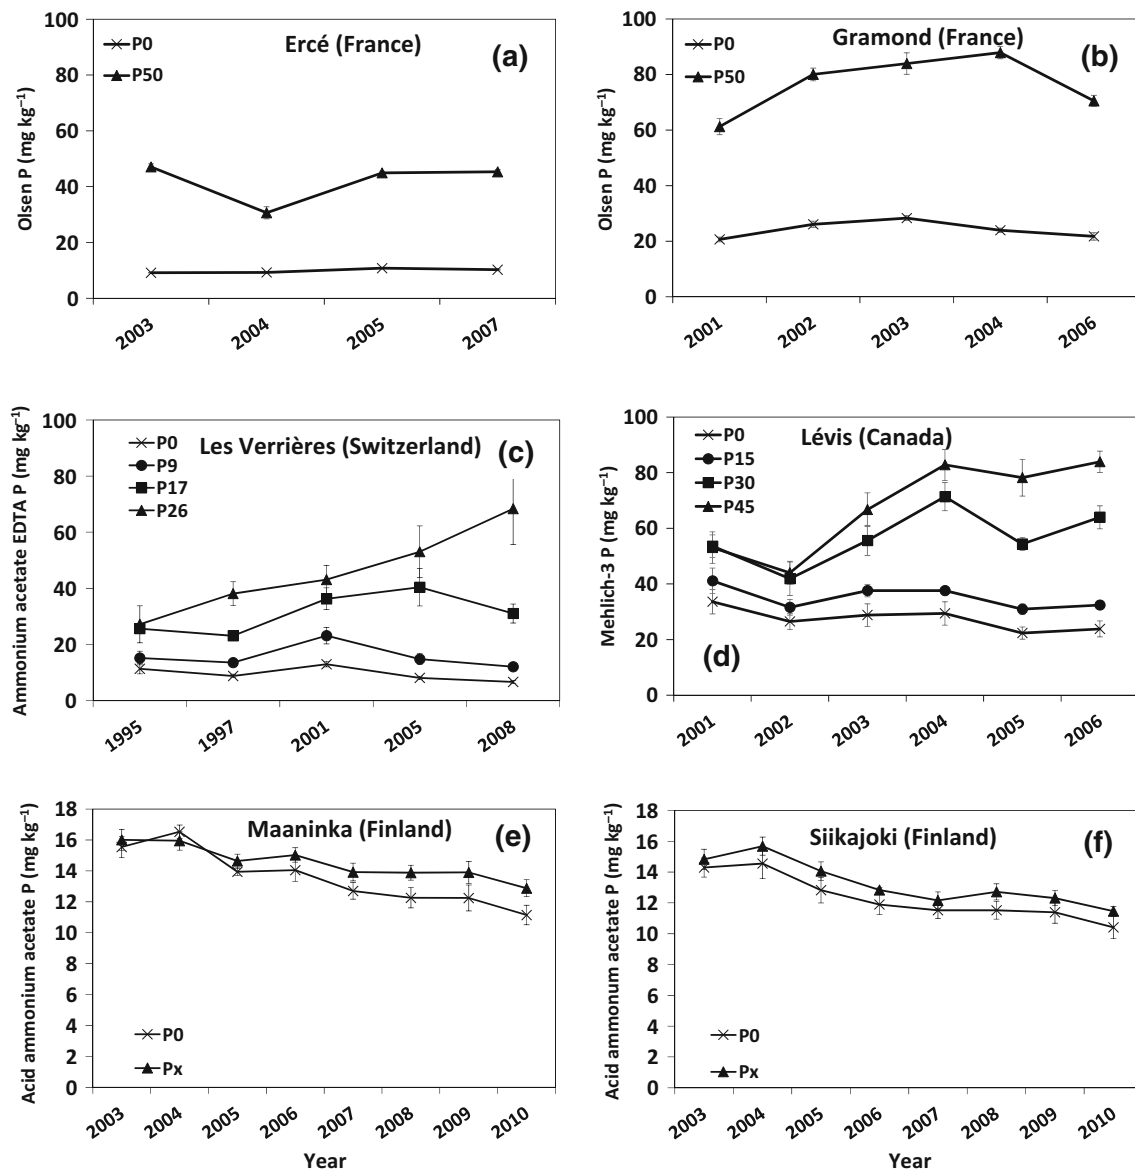 Ercé (France)
(a)
P0
P50
Olsen P (mg kg⁻¹)
100
80
60
40
20
0
2003
2004
2005
2007
Gramond (France)
(b)
P0
P50
Olsen P (mg kg⁻¹)
100
80
60
40
20
0
2001
2002
2003
2004
2006
Les Verrières (Switzerland)
(c)
P0
P9
P17
P26
Ammonium acetate EDTA P (mg kg⁻¹)
100
80
60
40
20
0
1995
1997
2001
2005
2008
Lévis (Canada)
(d)
P0
P15
P30
P45
Mehlich-3 P (mg kg⁻¹)
100
80
60
40
20
0
2001
2002
2003
2004
2005
2006
Maaninka (Finland)
(e)
P0
Px
Acid ammonium acetate P (mg kg⁻¹)
18
16
14
12
10
8
6
4
2
0
2003
2004
2005
2006
2007
2008
2009
2010
Year
Siikajoki (Finland)
(f)
P0
Px
Acid ammonum acetate P (mg kg⁻¹)
18
16
14
12
10
8
6
4
2
0
2003
2004
2005
2006
2007
2008
2009
2010
Year